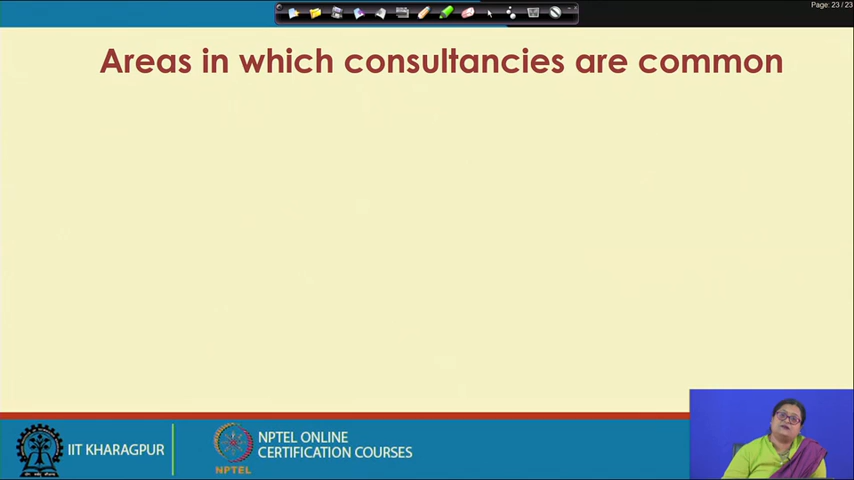 Page: 23 / 23
Areas in which consultancies are common
IIT KHARAGPUR
NPTEL
NPTEL ONLINE
CERTIFICATION COURSES